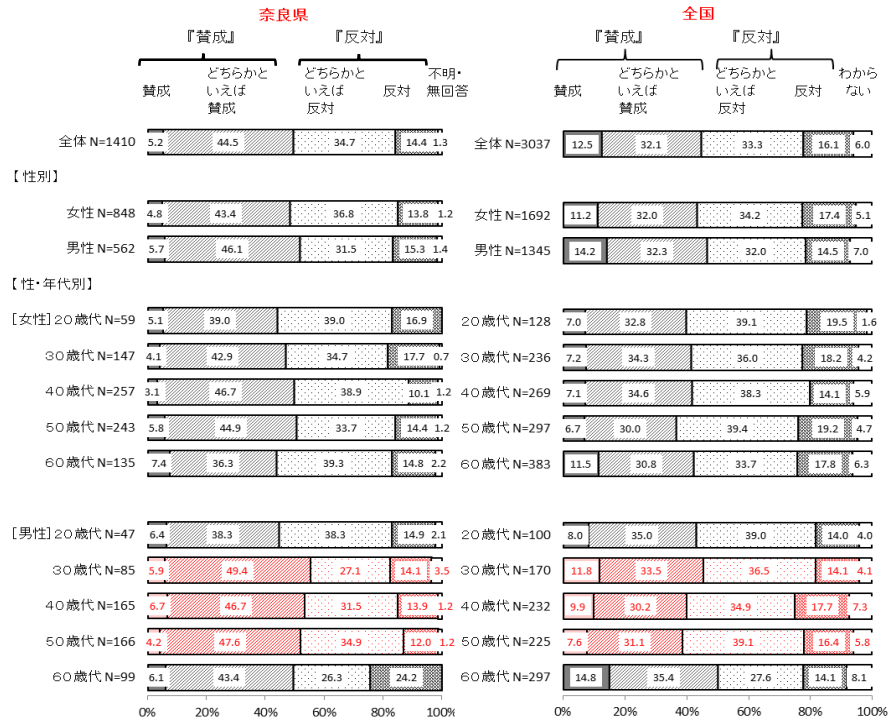 奈良県 全国
『賛成』 『反対』 『賛成』 『反対』
賛成 どちらかといえば賛成 どちらかといえば反対 反対 不明・無回答 賛成 どちらかといえば賛成 どちらかといえば反対 反対 わからない
全体 N=1410 5.2 44.5 34.7 14.4 1.3 全体 N=3037 12.5 32.1 33.3 16.1 6.0
【性別】
女性 N=848 4.8 43.4 36.8 13.8 1.2 女性 N=1692 11.2 32.0 34.2 17.4 5.1
男性 N=562 5.7 46.1 31.5 15.3 1.4 男性 N=1345 14.2 32.3 32.0 14.5 7.0
【性・年代別】
[女性]20歳代 N=59 5.1 39.0 39.0 16.9 20歳代 N=128 7.0 32.8 39.1 19.5 1.6
30歳代 N=147 4.1 42.9 34.7 17.7 0.7 30歳代 N=236 7.2 34.3 36.0 18.2 4.2
40歳代 N=257 3.1 46.7 38.9 10.1 1.2 40歳代 N=269 7.1 34.6 38.3 14.1 5.9
50歳代 N=243 5.8 44.9 33.7 14.4 1.2 50歳代 N=297 6.7 30.0 39.4 19.2 4.7
60歳代 N=135 7.4 36.3 39.3 14.8 2.2 60歳代 N=383 11.5 30.8 33.7 17.8 6.3
[男性]20歳代 N=47 6.4 38.3 38.3 14.9 2.1 20歳代 N=100 8.0 35.0 39.0 14.0 4.0
30歳代 N=85 5.9 49.4 27.1 14.1 3.5 30歳代 N=170 11.8 33.5 36.5 14.1 4.1
40歳代 N=165 6.7 46.7 31.5 13.9 1.2 40歳代 N=232 9.9 30.2 34.9 17.7 7.3
50歳代 N=166 4.2 47.6 34.9 12.0 1.2 50歳代 N=225 7.6 31.1 39.1 16.4 5.8
60歳代 N=99 6.1 43.4 26.3 24.2 60歳代 N=297 14.8 35.4 27.6 14.1 8.1
0% 20% 40% 60% 80% 100% 0% 20% 40% 60% 80% 100%